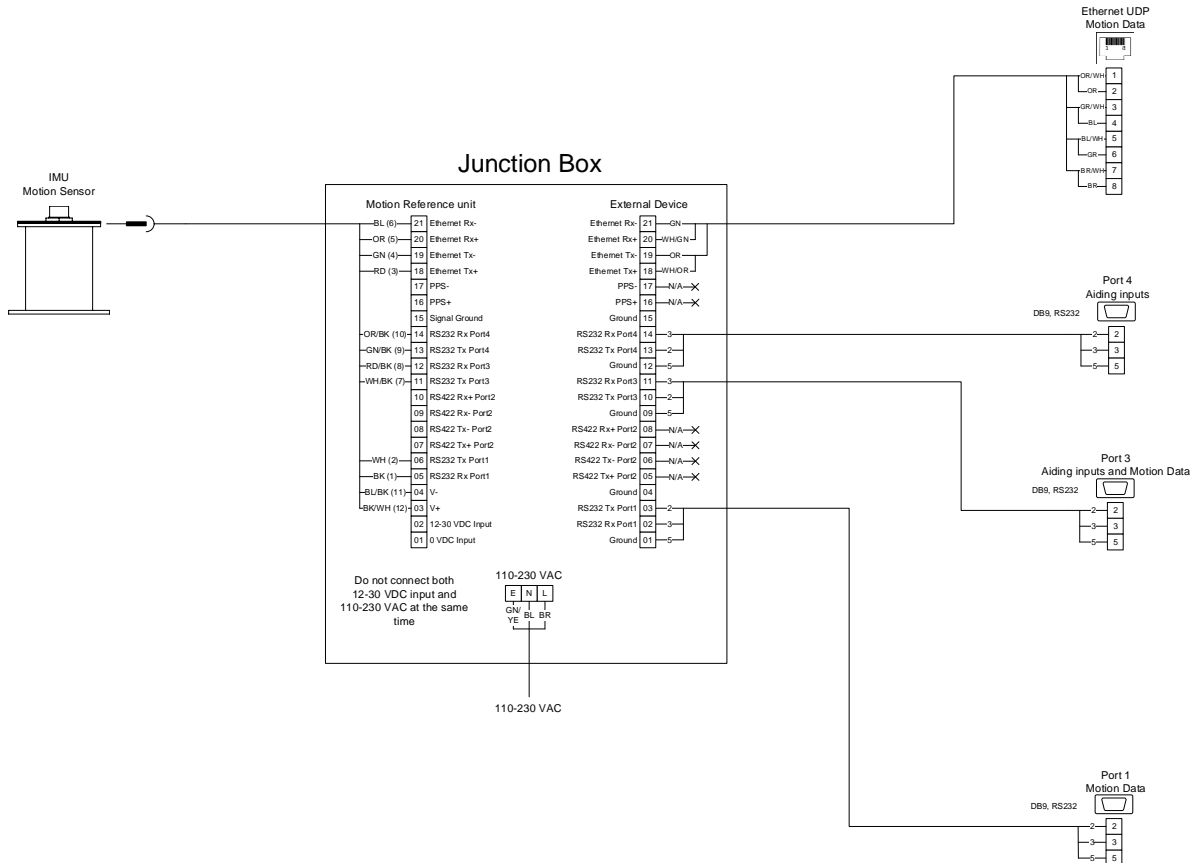 Ethernet UDP
Motion Data
1 8
OR/WH 1
OR 2
GR/WH 3
BL 4
BL/WH 5
GR 6
BR/WH 7
BR 8
Junction Box
IMU
Motion Sensor
Motion Reference unit
BL (6) 21 Ethernet Rx-
OR (5) 20 Ethernet Rx+
GN (4) 19 Ethernet Tx-
RD (3) 18 Ethernet Tx+
17 PPS-
16 PPS+
15 Signal Ground
OR/BK (10) 14 RS232 Rx Port4
GN/BK (9) 13 RS232 Tx Port4
RD/BK (8) 12 RS232 Rx Port3
WH/BK (7) 11 RS232 Tx Port3
10 RS422 Rx+ Port2
09 RS422 Rx- Port2
08 RS422 Tx- Port2
07 RS422 Tx+ Port2
WH (2) 06 RS232 Tx Port1
BK (1) 05 RS232 Rx Port1
BL/BK (11) 04 V-
BK/WH (12) 03 V+
02 12-30 VDC Input
01 0 VDC Input
External Device
Ethernet Rx- 21 GN
Ethernet Rx+ 20 WH/GN
Ethernet Tx- 19 OR
Ethernet Tx+ 18 WH/OR
PPS- 17 N/A
PPS+ 16 N/A
Ground 15
RS232 Rx Port4 14 3
RS232 Tx Port4 13 2
Ground 12 5
RS232 Rx Port3 11 3
RS232 Tx Port3 10 2
Ground 09 5
RS422 Rx+ Port2 08 N/A
RS422 Rx- Port2 07 N/A
RS422 Tx- Port2 06 N/A
RS422 Tx+ Port2 05 N/A
Ground 04
RS232 Tx Port1 03 2
RS232 Rx Port1 02 3
Ground 01 5
Do not connect both
12-30 VDC input and
110-230 VAC at the same
time
110-230 VAC
E N L
GN/
YE BL BR
110-230 VAC
Port 4
Aiding inputs
DB9, RS232
2 2
3 3
5 5
Port 3
Aiding inputs and Motion Data
DB9, RS232
2 2
3 3
5 5
Port 1
Motion Data
DB9, RS232
2 2
3 3
5 5